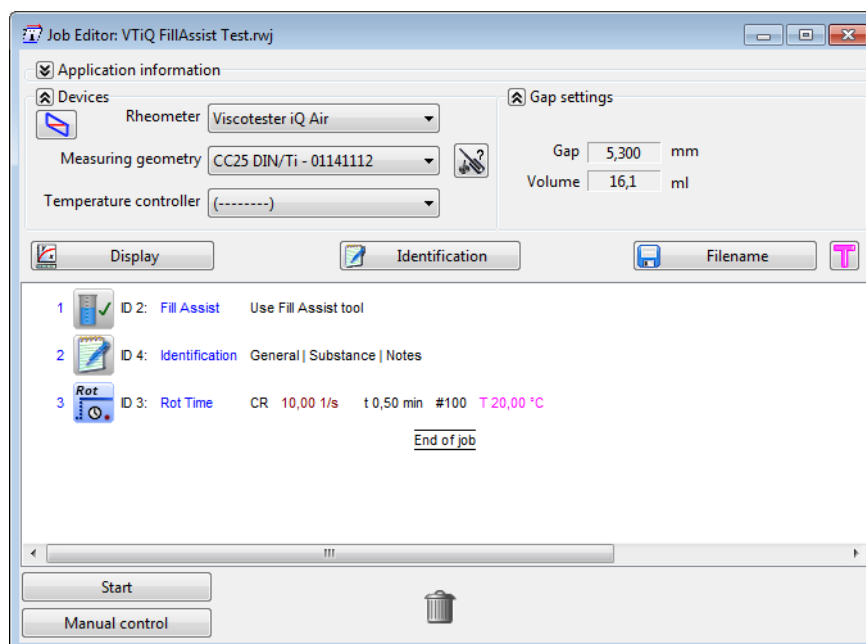 Job Editor: VTiQ FillAssist Test.rwj
Application information
Devices
Gap settings
Rheometer Viscotester iQ Air
Gap 5,300 mm
Measuring geometry CC25 DIN/Ti - 01141112
Volume 16,1 ml
Temperature controller (--------)
Display Identification Filename T
1 ID 2: Fill Assist Use Fill Assist tool
2 ID 4: Identification General | Substance | Notes
Rot
3 ID 3: Rot Time CR 10,00 1/s t 0,50 min #100 T 20,00 °C
End of job
Start
Manual control